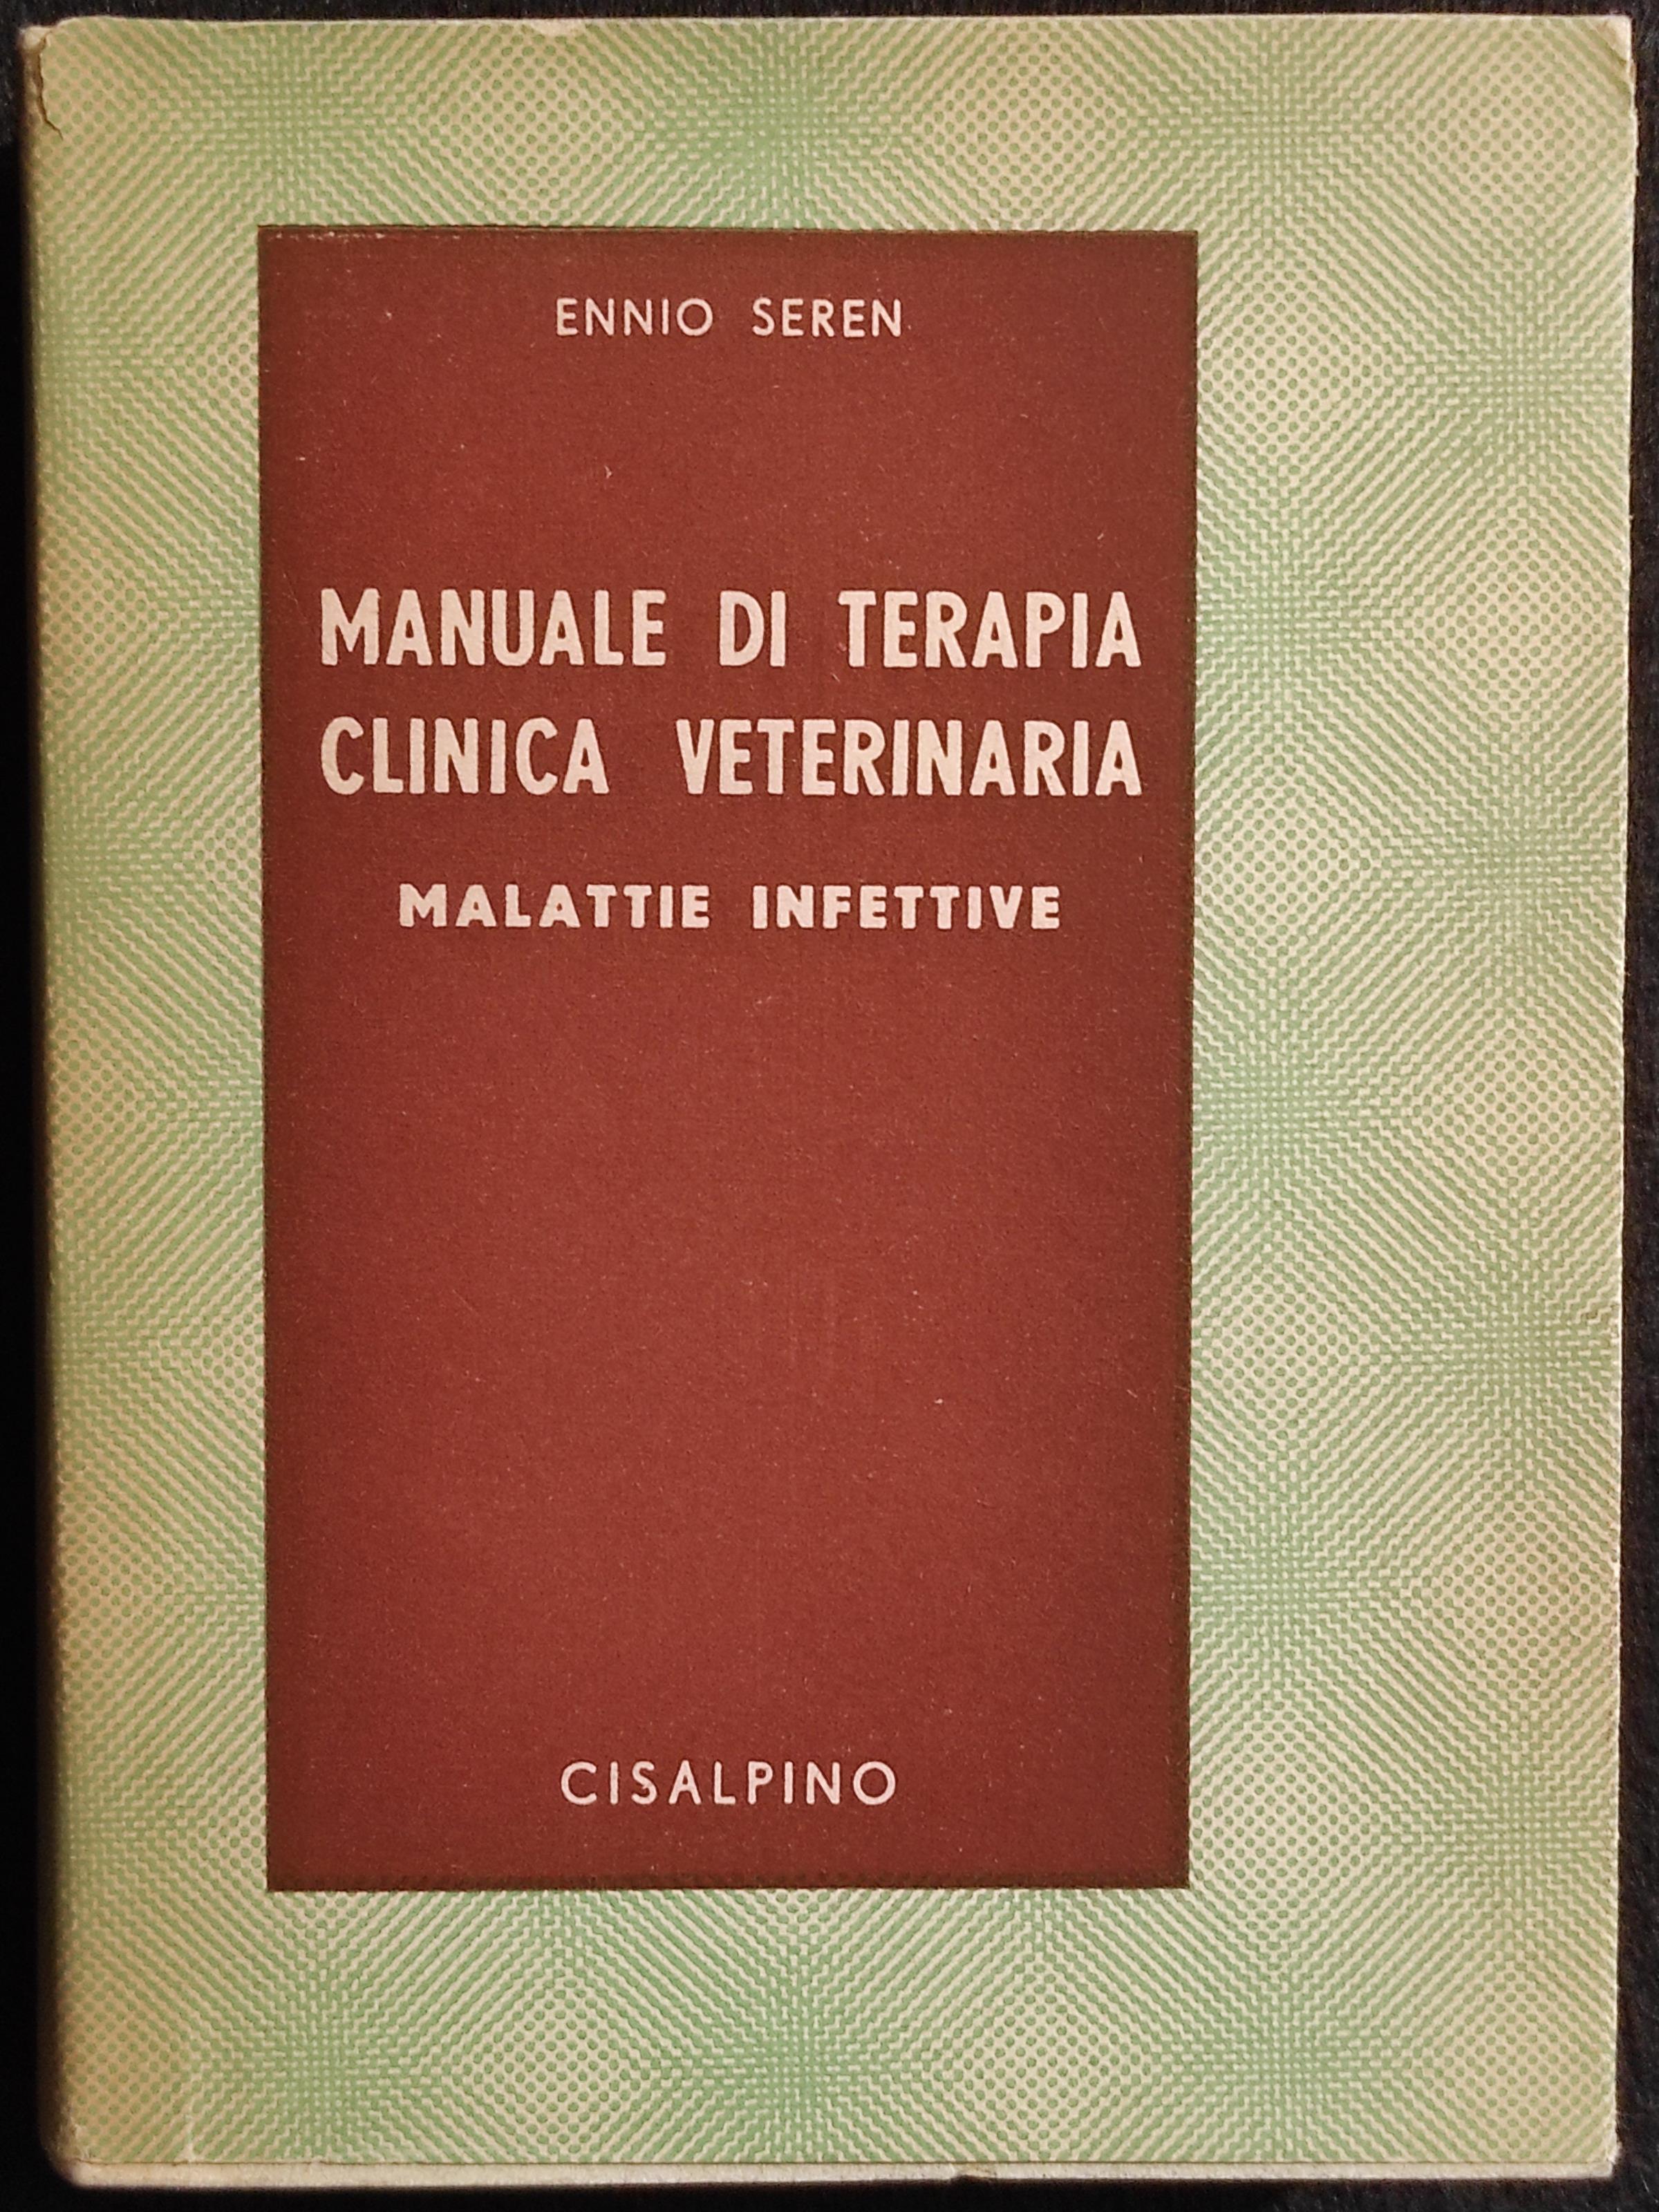 ENNIO SEREN
MANUALE DI TERAPIA
CLINICA VETERINARIA
MALATTIE INFETTIVE
CISALPINO